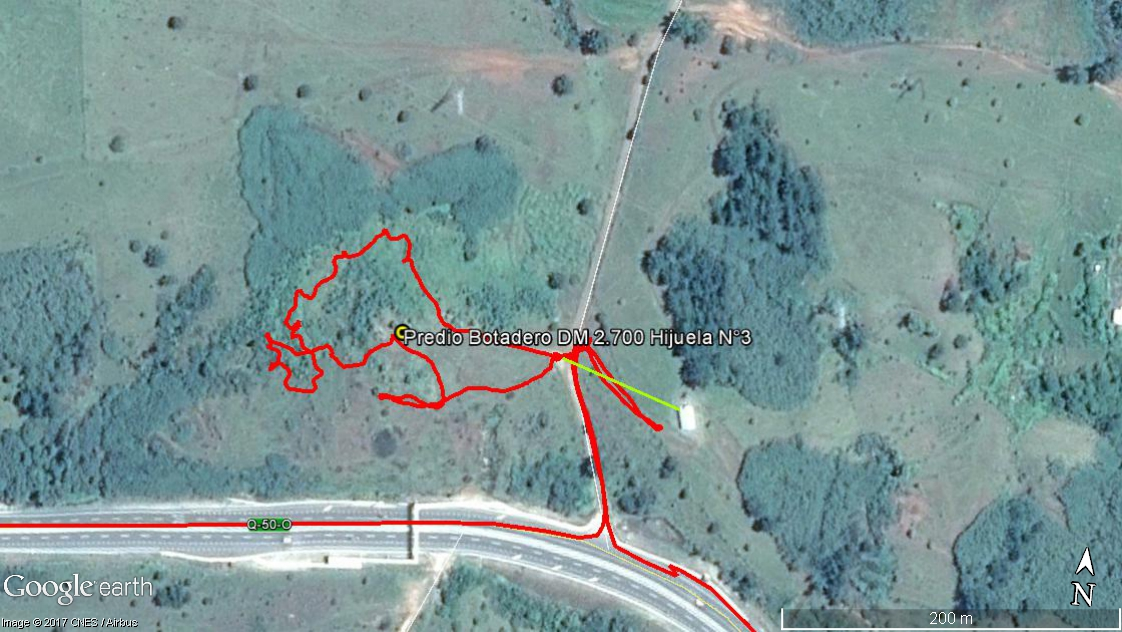 Predio Botadero DM 2.700 Hijuela N°3
Q-50-O
Google earth
N
200 m
Image © 2017 CNES / Airbus